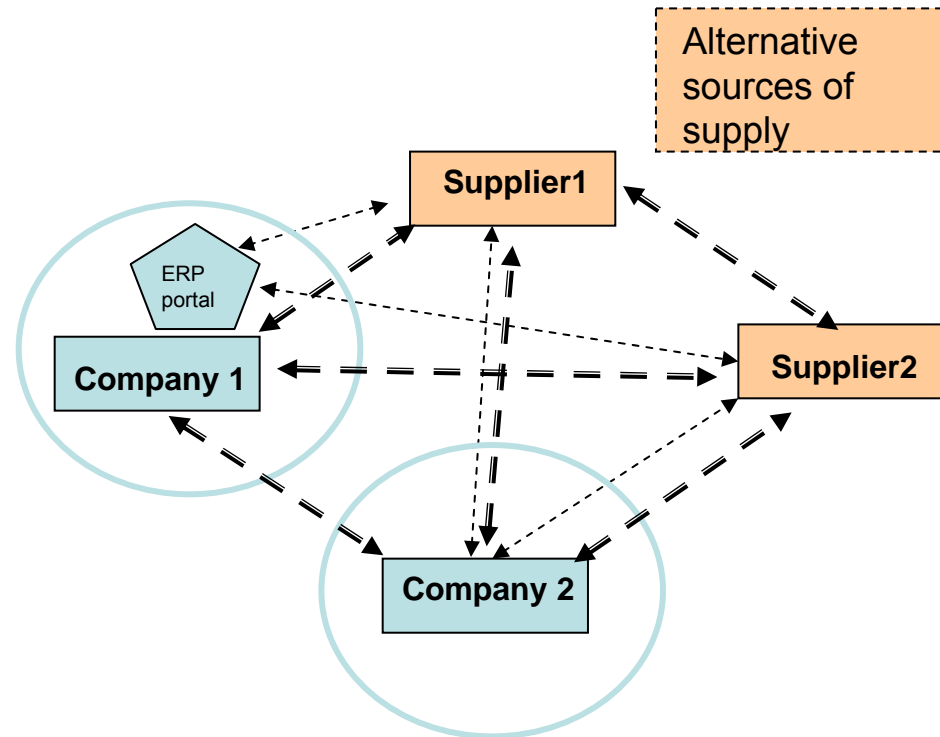 Alternative
sources of
supply
Supplier1
ERP
portal
Company 1
Supplier2
Company 2